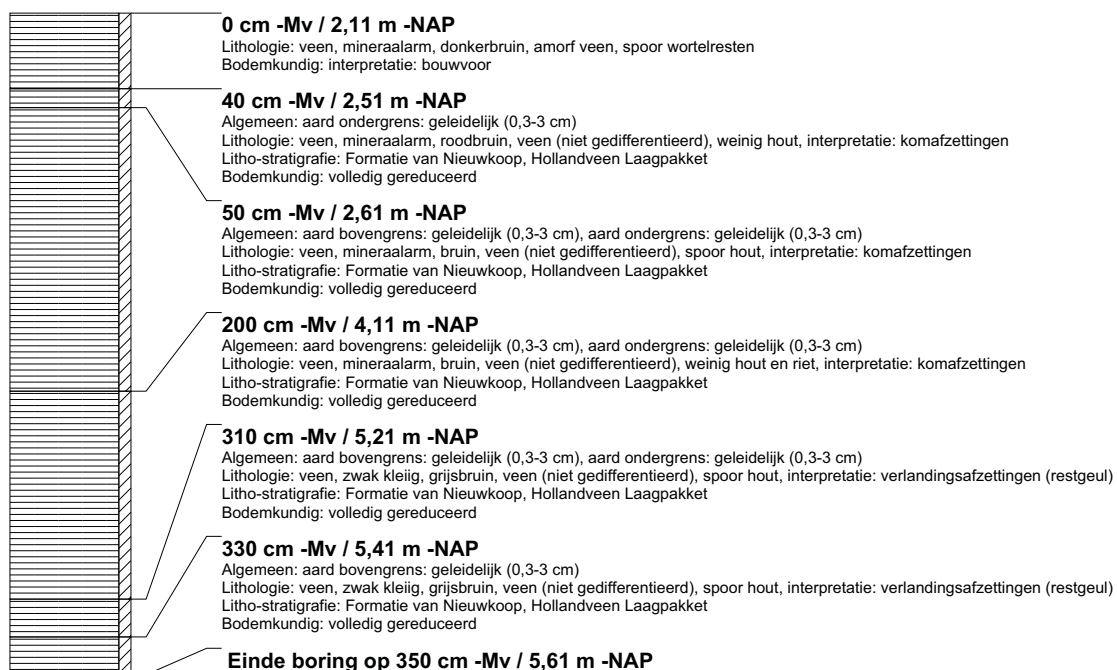 0 cm -Mv / 2,11 m -NAP
Lithologie: veen, mineraalarm, donkerbruin, amorf veen, spoor wortelresten
Bodemkundig: interpretatie: bouwvoor
40 cm -Mv / 2,51 m -NAP
Algemeen: aard ondergrens: geleidelijk (0,3-3 cm)
Lithologie: veen, mineraalarm, roodbruin, veen (niet gedifferentieerd), weinig hout, interpretatie: komafzettingen
Litho-stratigrafie: Formatie van Nieuwkoop, Hollandveen Laagpakket
Bodemkundig: volledig gereduceerd
50 cm -Mv / 2,61 m -NAP
Algemeen: aard bovengrens: geleidelijk (0,3-3 cm), aard ondergrens: geleidelijk (0,3-3 cm)
Lithologie: veen, mineraalarm, bruin, veen (niet gedifferentieerd), spoor hout, interpretatie: komafzettingen
Litho-stratigrafie: Formatie van Nieuwkoop, Hollandveen Laagpakket
Bodemkundig: volledig gereduceerd
200 cm -Mv / 4,11 m -NAP
Algemeen: aard bovengrens: geleidelijk (0,3-3 cm), aard ondergrens: geleidelijk (0,3-3 cm)
Lithologie: veen, mineraalarm, bruin, veen (niet gedifferentieerd), weinig hout en riet, interpretatie: komafzettingen
Litho-stratigrafie: Formatie van Nieuwkoop, Hollandveen Laagpakket
Bodemkundig: volledig gereduceerd
310 cm -Mv / 5,21 m -NAP
Algemeen: aard bovengrens: geleidelijk (0,3-3 cm), aard ondergrens: geleidelijk (0,3-3 cm)
Lithologie: veen, zwak kleiig, grijsbruin, veen (niet gedifferentieerd), spoor hout, interpretatie: verlandingsafzettingen (restgeul)
Litho-stratigrafie: Formatie van Nieuwkoop, Hollandveen Laagpakket
Bodemkundig: volledig gereduceerd
330 cm -Mv / 5,41 m -NAP
Algemeen: aard bovengrens: geleidelijk (0,3-3 cm)
Lithologie: veen, zwak kleiig, grijsbruin, veen (niet gedifferentieerd), spoor hout, interpretatie: verlandingsafzettingen (restgeul)
Litho-stratigrafie: Formatie van Nieuwkoop, Hollandveen Laagpakket
Bodemkundig: volledig gereduceerd
Einde boring op 350 cm -Mv / 5,61 m -NAP